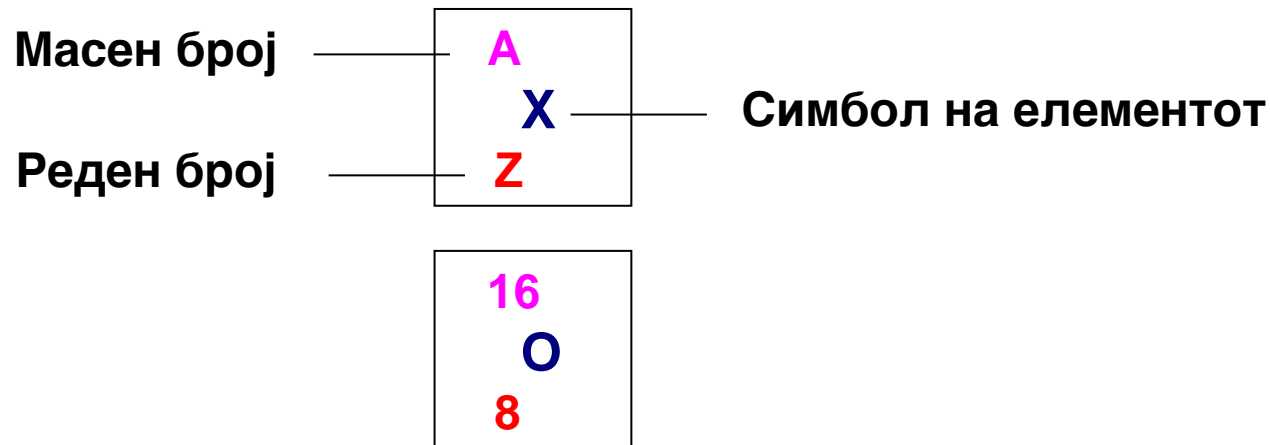 Масен број A
X Симбол на елементот
Реден број Z
16
O
8